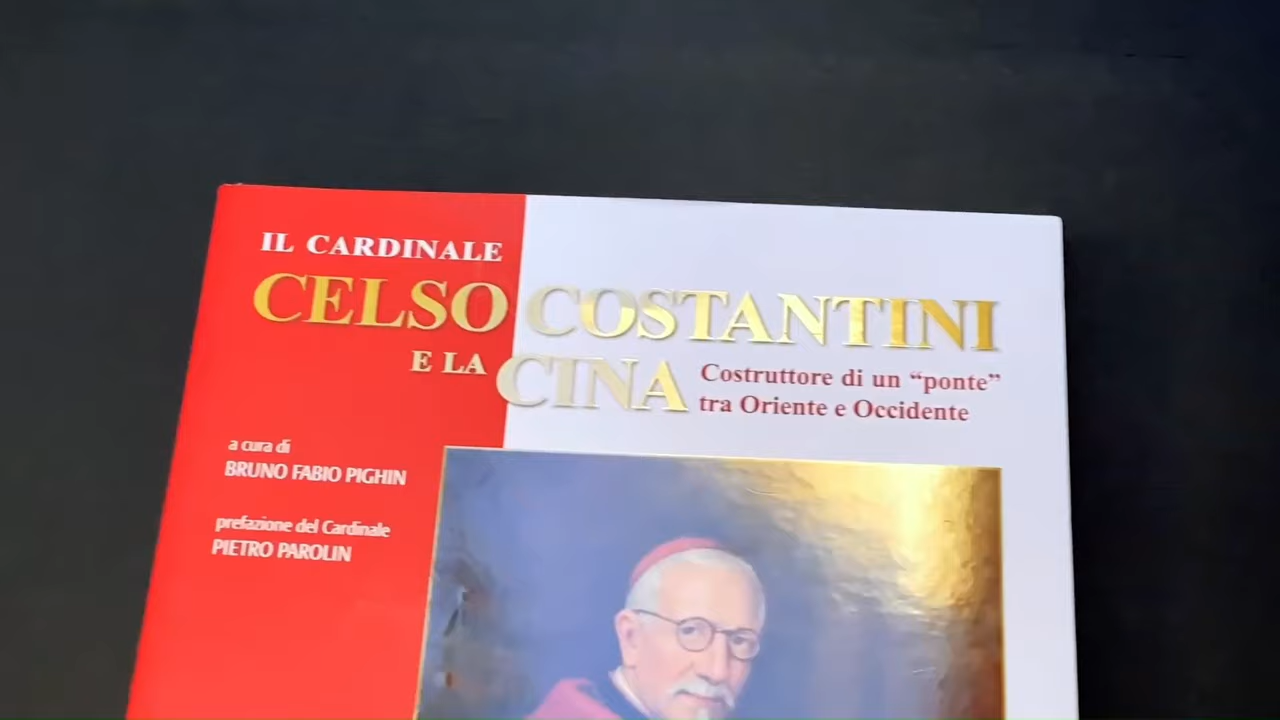 IL CARDINALE
CELSO COSTANTINI
E LA CINA
Costruttore di un “ponte”
tra Oriente e Occidente
a cura di
BRUNO FABIO PIGHIN
prefazione del Cardinale
PIETRO PAROLIN